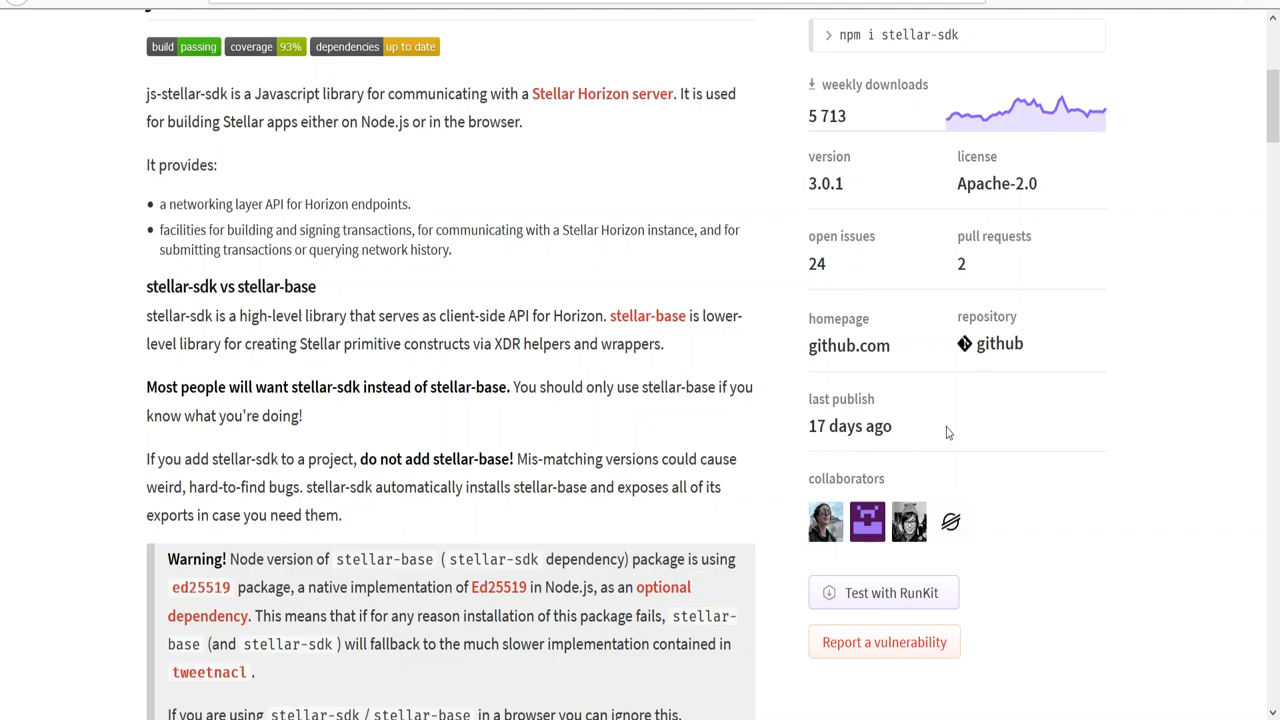 build passing coverage 93% dependencies up to date
js-stellar-sdk is a Javascript library for communicating with a Stellar Horizon server. It is used
for building Stellar apps either on Node.js or in the browser.
It provides:
• a networking layer API for Horizon endpoints.
• facilities for building and signing transactions, for communicating with a Stellar Horizon instance, and for
submitting transactions or querying network history.
stellar-sdk vs stellar-base
stellar-sdk is a high-level library that serves as client-side API for Horizon. stellar-base is lower-
level library for creating Stellar primitive constructs via XDR helpers and wrappers.
Most people will want stellar-sdk instead of stellar-base. You should only use stellar-base if you
know what you're doing!
If you add stellar-sdk to a project, do not add stellar-base! Mis-matching versions could cause
weird, hard-to-find bugs. stellar-sdk automatically installs stellar-base and exposes all of its
exports in case you need them.
Warning! Node version of stellar-base ( stellar-sdk dependency) package is using
ed25519 package, a native implementation of Ed25519 in Node.js, as an optional
dependency. This means that if for any reason installation of this package fails, stellar-
base (and stellar-sdk ) will fallback to the much slower implementation contained in
tweetnacl .
If you are using stellar-sdk / stellar-base in a browser you can ignore this.
> npm i stellar-sdk
weekly downloads
5 713
version
3.0.1
license
Apache-2.0
open issues
24
pull requests
2
homepage
github.com
repository
github
last publish
17 days ago
collaborators
Test with RunKit
Report a vulnerability